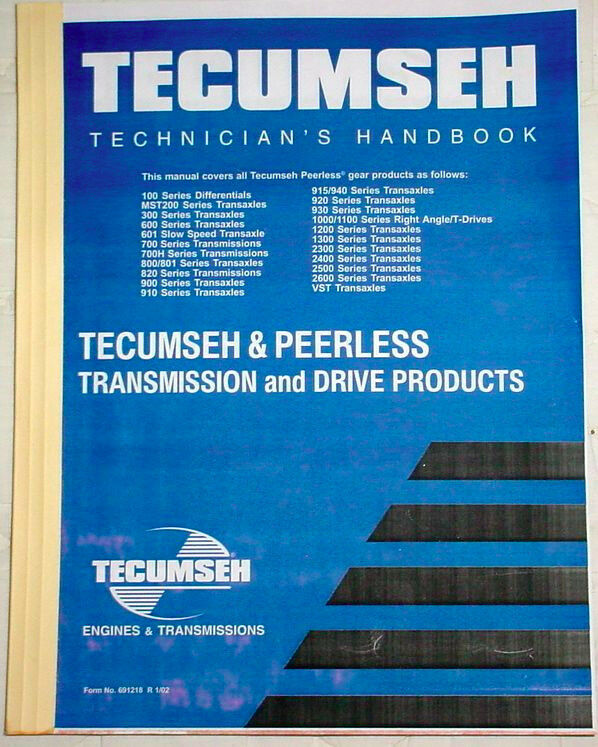 TECUMSEH
TECHNICIAN'S HANDBOOK
This manual covers all Tecumseh Peerless® gear products as follows:
100 Series Differentials
MST200 Series Transaxles
300 Series Transaxles
600 Series Transaxles
601 Slow Speed Transaxle
700 Series Transmissions
700H Series Transmissions
800/801 Series Transaxles
820 Series Transmissions
900 Series Transaxles
910 Series Transaxles
915/940 Series Transaxles
920 Series Transaxles
930 Series Transaxles
1000/1100 Series Right Angle/T-Drives
1200 Series Transaxles
1300 Series Transaxles
2300 Series Transaxles
2400 Series Transaxles
2500 Series Transaxles
2600 Series Transaxles
VST Transaxles
TECUMSEH & PEERLESS
TRANSMISSION and DRIVE PRODUCTS
TECUMSEH
ENGINES & TRANSMISSIONS
Form No. 691218 R 1/02